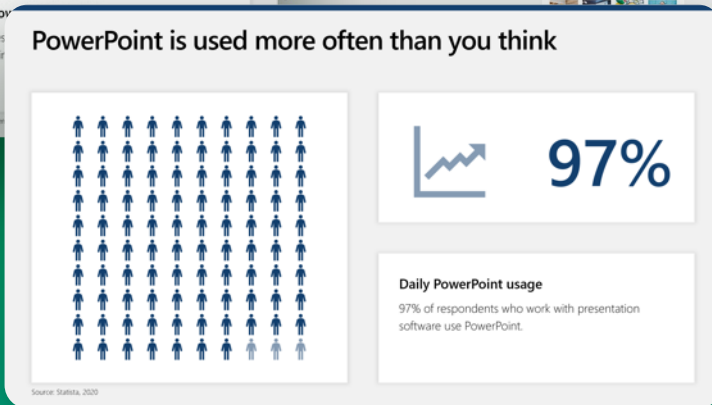 PowerPoint is used more often than you think
97%
Daily PowerPoint usage
97% of respondents who work with presentation
software use PowerPoint.
Source: Statista, 2020